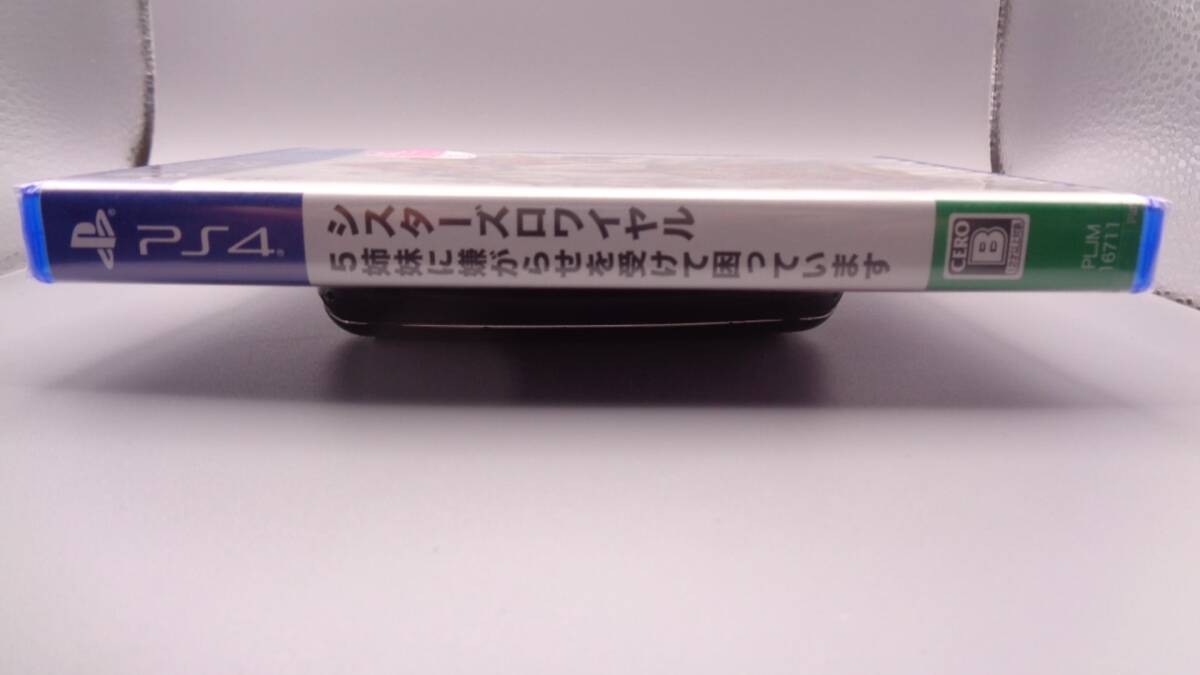 PS4
シスターズロワイヤル
5姉妹に嫌がらせを受けて困っています
CERO
B
PLJM
16711